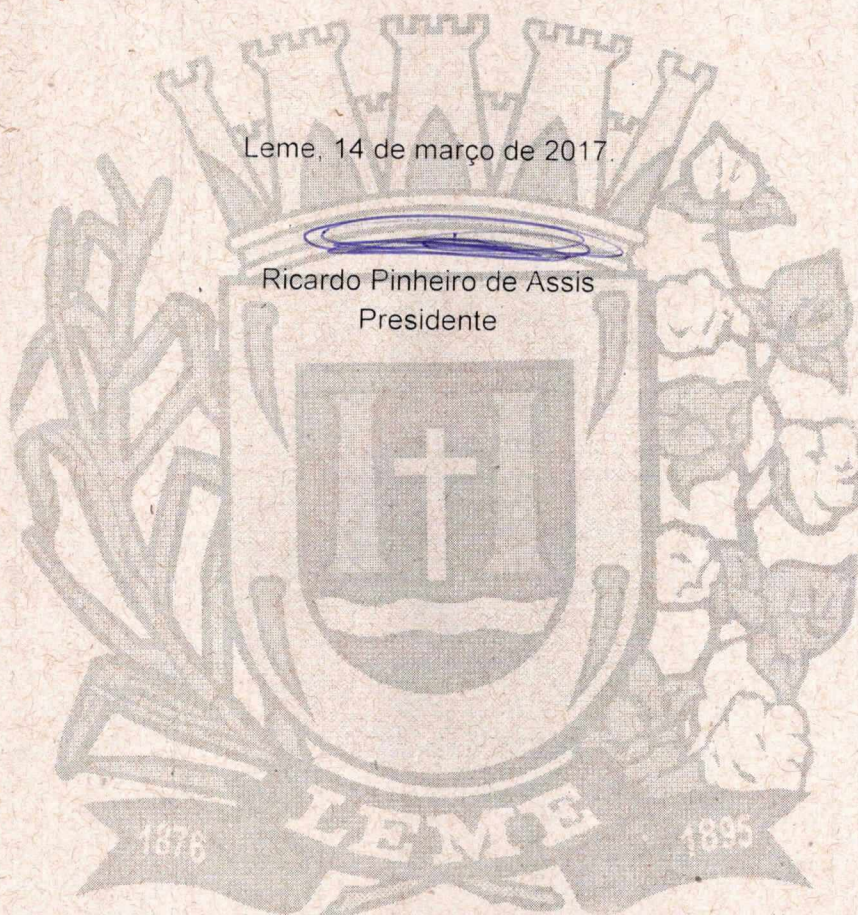 Leme, 14 de março de 2017.
Ricardo Pinheiro de Assis
Presidente
1876 LEME 1895